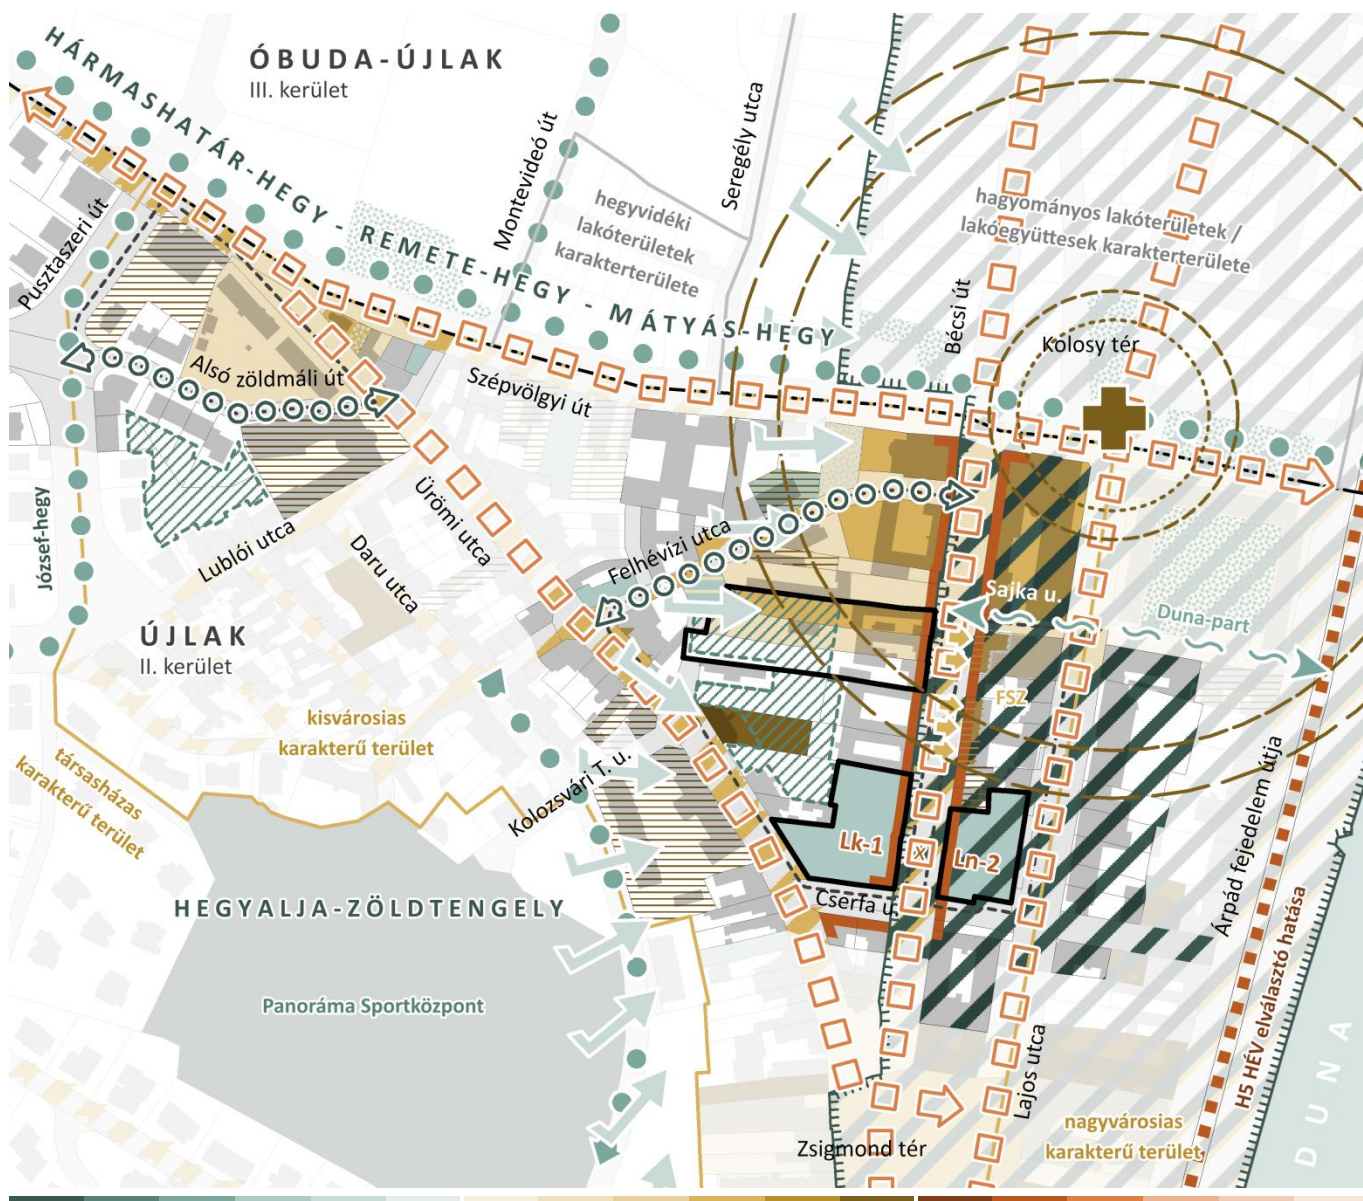 ÓBUDA-ÚJLAK
III. kerület
HÁRMASHATÁR-HEGY - REMETE-HEGY - MÁTYÁS-HEGY
Pusztaszeri út
Montevideó út
Seregély utca
hegyvidéki
lakóterületek
karakterterülete
hagyományos lakóterületek /
lakóegyüttesek karakterterülete
Bécsi út
Kolosy tér
Alsó zöldmáli út
Szépvölgyi út
Ürömi utca
Felhévízi utca
Lublói utca
Daru utca
József-hegy
Sajka u.
Duna-part
ÚJLAK
II. kerület
FSZ
kisvárosias
karakterű terület
társasházas
karakterű terület
Kolozsvári T. u.
Árpád fejedelem útja
Lk-1
x
Ln-2
Cserfa u.
HEGYALJA-ZÖLDTENGELY
Panoráma Sportközpont
H5 HÉV elválasztó hatása
Lajos utca
DUNA
Zsigmond tér
nagyvárosias
karakterű terület